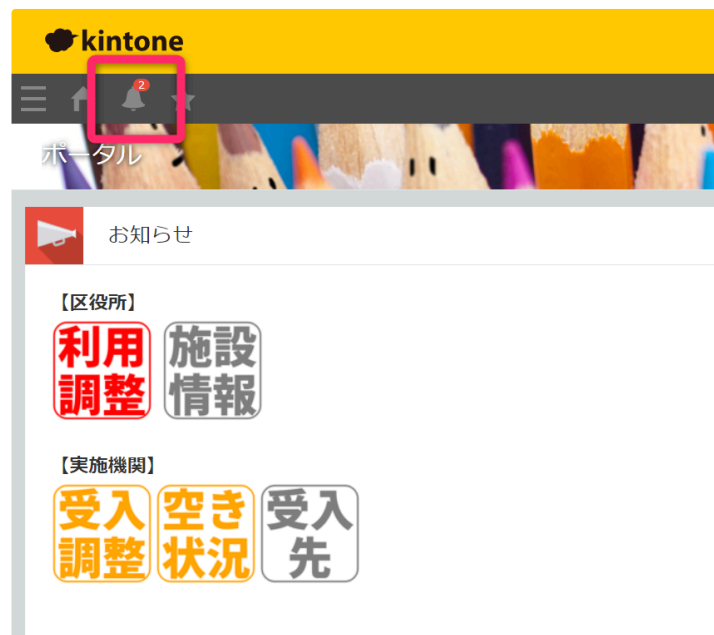 kintone
2
ポータル
お知らせ
【区役所】
利用
調整
施設
情報
【実施機関】
受入
調整
空き
状況
受入
先